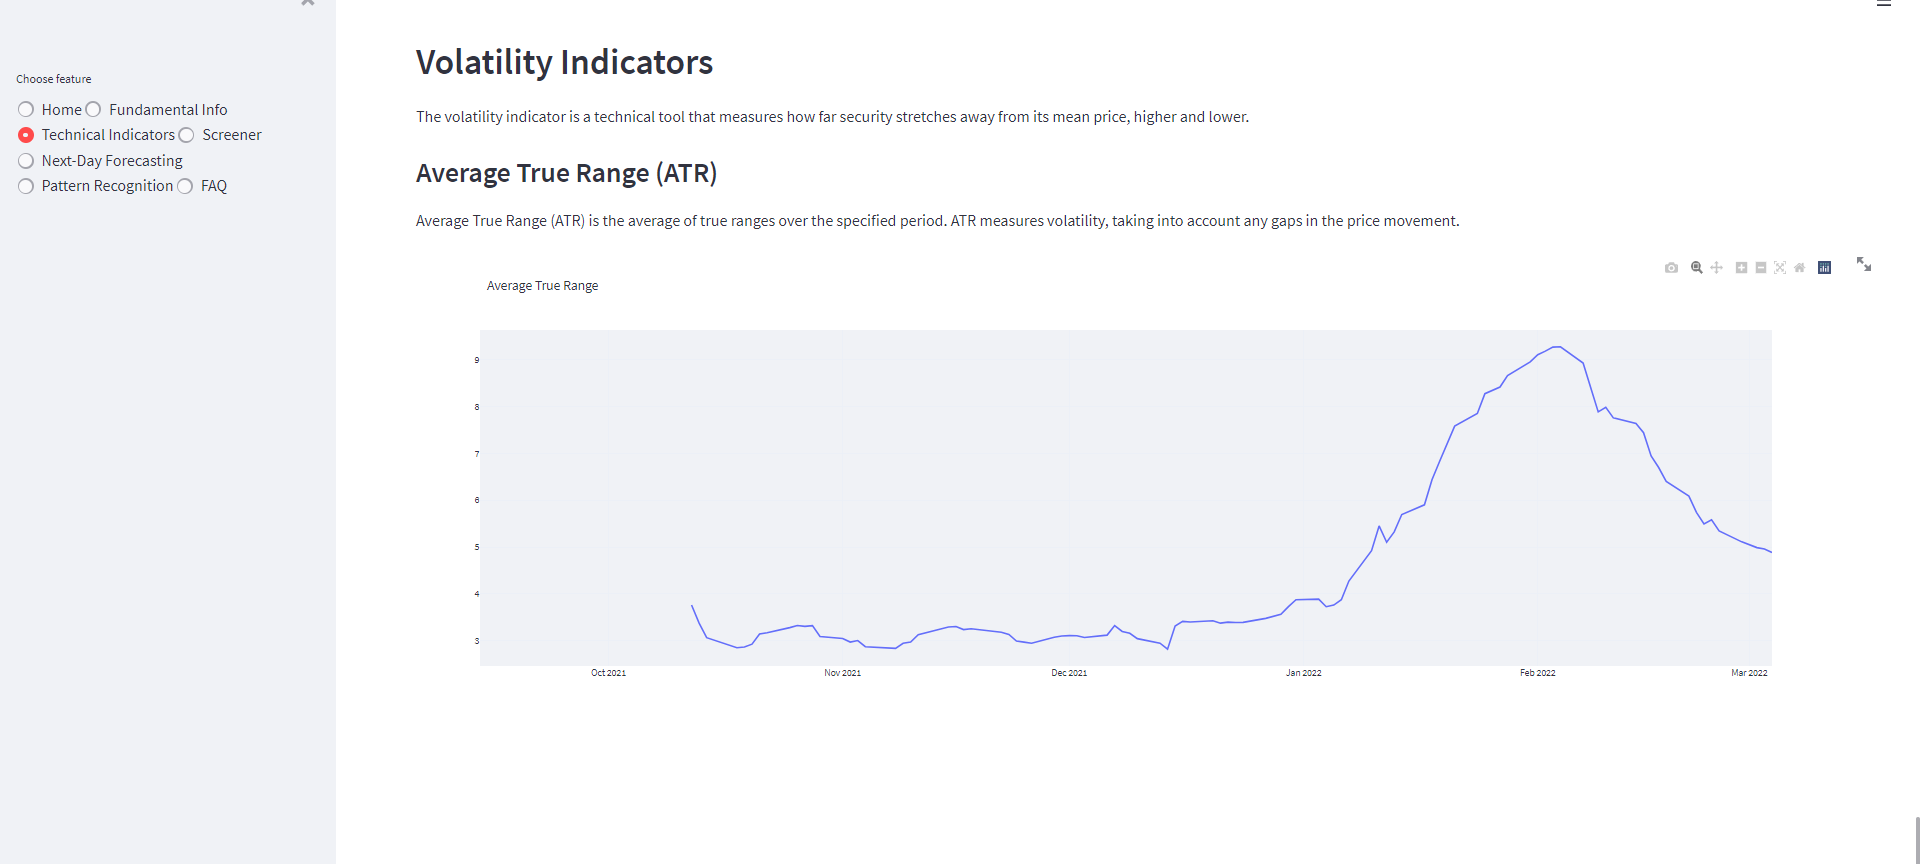 Choose feature
Home Fundamental Info
Technical Indicators Screener
Next-Day Forecasting
Pattern Recognition FAQ
Volatility Indicators
The volatility indicator is a technical tool that measures how far security stretches away from its mean price, higher and lower.
Average True Range (ATR)
Average True Range (ATR) is the average of true ranges over the specified period. ATR measures volatility, taking into account any gaps in the price movement.
Average True Range
9
8
7
6
5
4
3
Oct 2021 Nov 2021 Dec 2021 Jan 2022 Feb 2022 Mar 2022